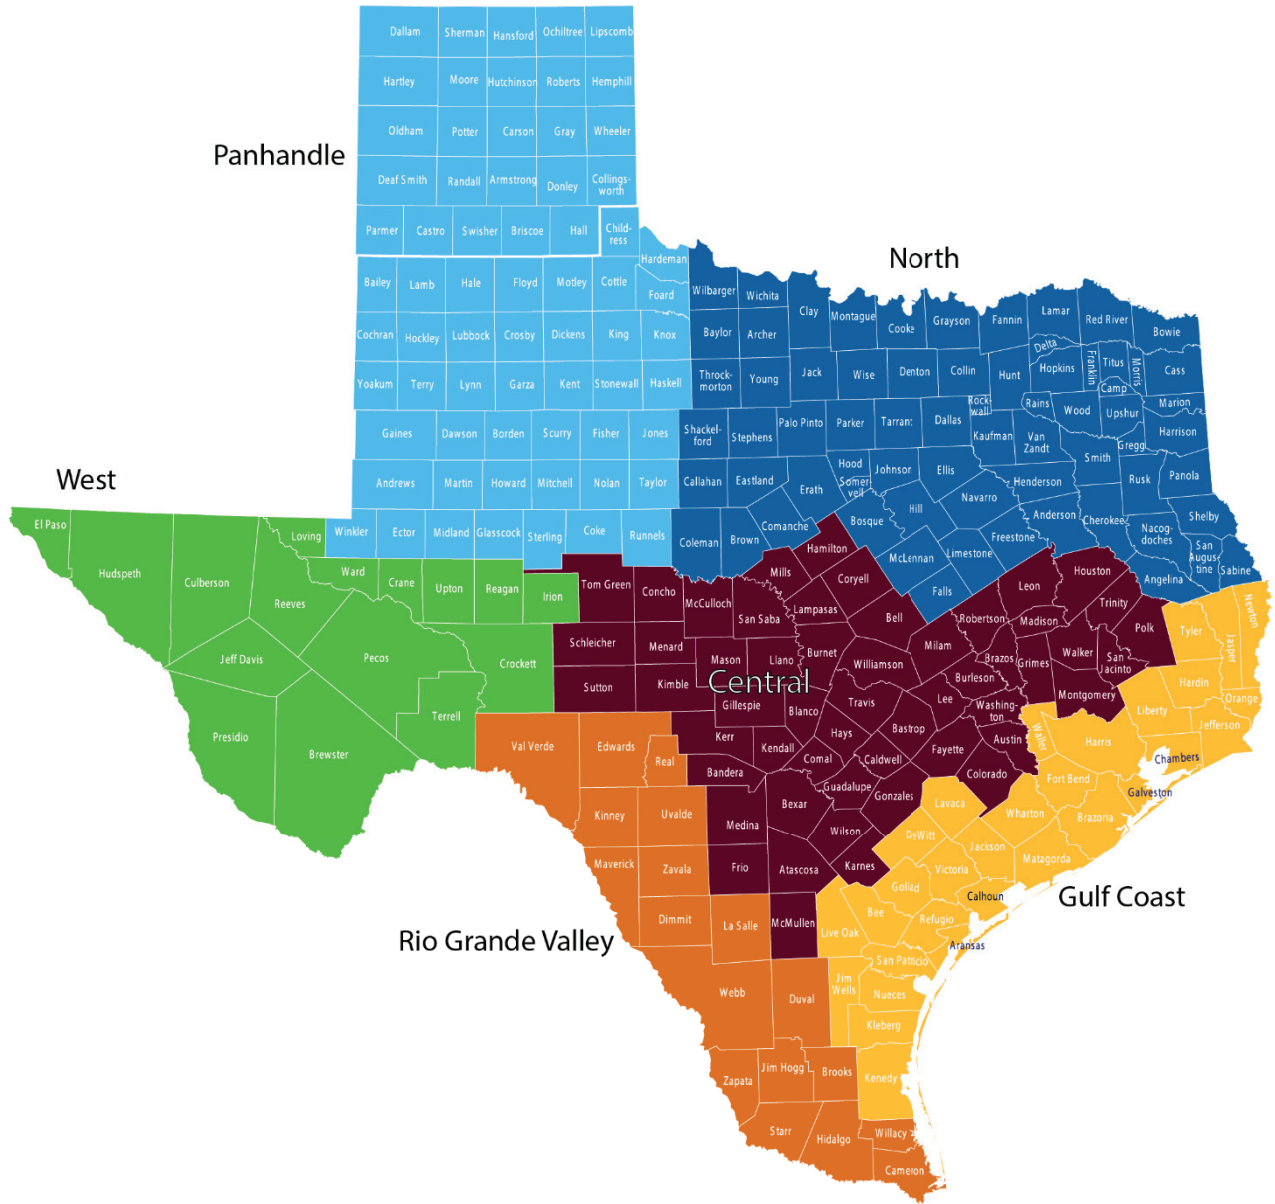 Dallam Sherman Hansford Ochiltree Lipscomb
Hartley Moore Hutchinson Roberts Hemphill
Oldham Potter Carson Gray Wheeler
Panhandle
Deaf Smith Randall Armstrong Donley Collings-
worth
Parmer Castro Swisher Briscoe Hall Child-
ress
Hardeman
North
Bailey Lamb Hale Floyd Motley Cottle Foard Wilbarger Wichita
Clay Montague Cooke Grayson Fannin Lamar Red River Bowie
Cochran Hockley Lubbock Crosby Dickens King Knox Baylor Archer
Delta Hopkins Franklin Titus Morris Cass
Yoakum Terry Lynn Garza Kent Stonewall Haskell Throck-
morton Young Jack Wise Denton Collin Hunt Camp
Rock-
wall Rains Wood Upshur Marion
Gaines Dawson Borden Scurry Fisher Jones Shackel-
ford Stephens Palo Pinto Parker Tarrant Dallas Kaufman Van
Zandt Gregg Harrison
West
Andrews Martin Howard Mitchell Nolan Taylor Callahan Eastland Erath Hood Somer-
vell Johnson Ellis Henderson Smith Rusk Panola
El Paso Hudspeth Culberson Reeves Loving Winkler Ector Midland Glasscock Sterling Coke Runnels Coleman Brown Comanche Bosque Hill Navarro Anderson Cherokee Nacog-
doches Shelby
San
Augus
tine Sabine
Hamilton McLennan Limestone Freestone Angelina
Ward Crane Upton Reagan Irion Tom Green Concho McCulloch San Saba Mills Lampasas Coryell Bell Falls Robertson Leon Houston Trinity Polk Tyler Jasper Newton
Jeff Davis Pecos Crockett Schleicher Menard Mason Llano Burnet Williamson Milam Brazos Madison Grimes Walker San
Jacinto Hardin Orange
Central
Presidio Brewster Terrell Sutton Kimble Gillespie Blanco Travis Lee Burleson Washing-
ton Montgomery Liberty Jefferson
Val Verde Edwards Real Kerr Kendall Hays Bastrop Fayette Austin Waller Harris Chambers
Bandera Comal Caldwell Colorado Fort Bend Galveston
Kinney Uvalde Medina Bexar Guadalupe Gonzales Lavaca Wharton Brazoria
Wilson DeWitt Jackson Matagorda
Maverick Zavala Frio Atascosa Karnes Victoria
Goliad Calhoun
Gulf Coast
Dimmit La Salle McMullen Live Oak Bee Refugio
Rio Grande Valley
Aransas
San Patricio
Webb Duval Jim
Wells Nueces
Kleberg
Zapata Jim Hogg Brooks Kenedy
Starr Hidalgo Willacy
Cameron